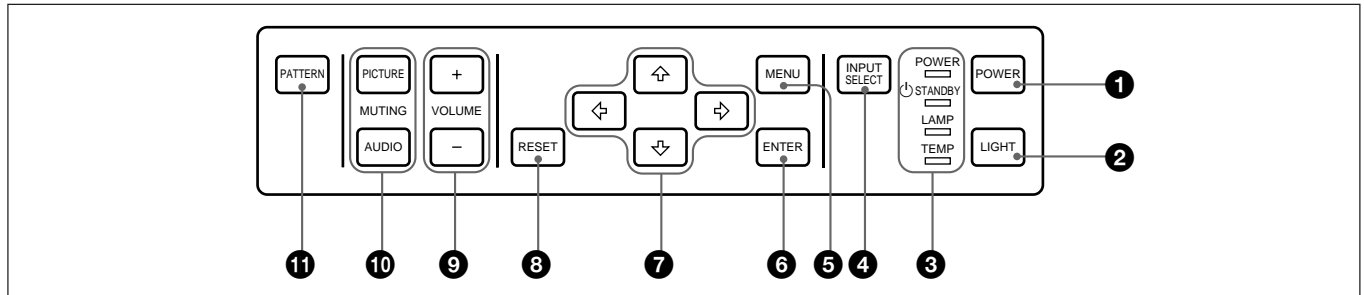 PATTERN
PICTURE
MUTING
AUDIO
+
VOLUME
–
RESET
MENU
ENTER
INPUT
SELECT
POWER
STANDBY
LAMP
TEMP
POWER
LIGHT
1
2
11
10
9
8
7
6
5
4
3